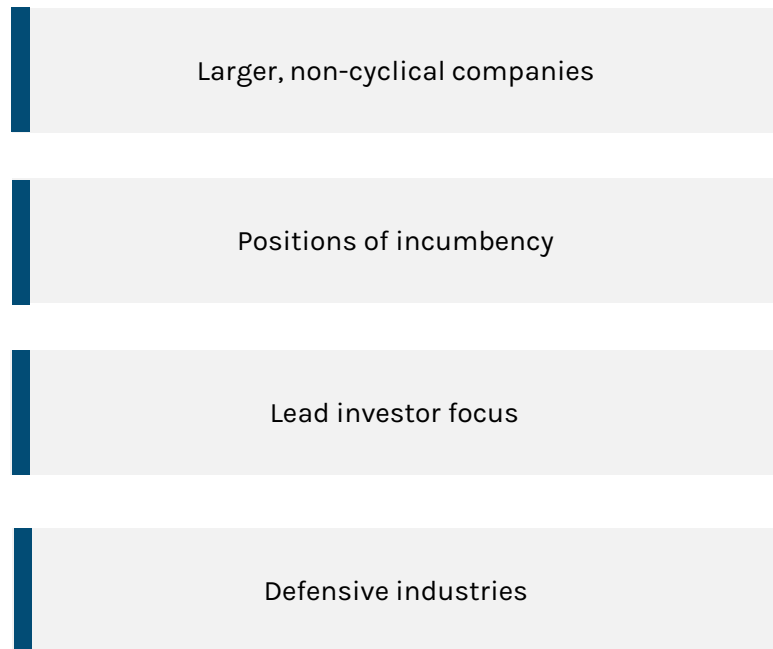 Larger, non-cyclical companies
Positions of incumbency
Lead investor focus
Defensive industries